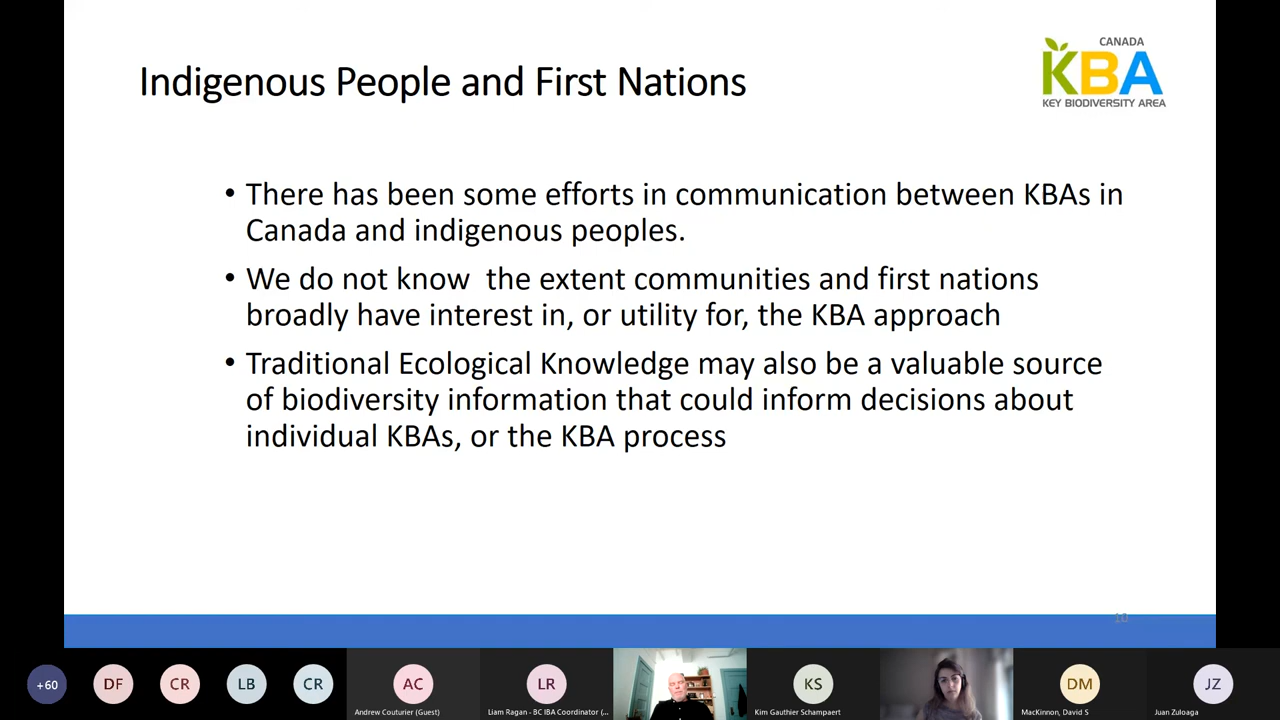 Indigenous People and First Nations
CANADA
KBA
KEY BIODIVERSITY AREA
• There has been some efforts in communication between KBAs in
Canada and indigenous peoples.
• We do not know  the extent communities and first nations
broadly have interest in, or utility for, the KBA approach
• Traditional Ecological Knowledge may also be a valuable source
of biodiversity information that could inform decisions about
individual KBAs, or the KBA process
10
+60
DF
CR
LB
CR
AC
Andrew Couturier (Guest)
LR
Liam Ragan - BC IBA Coordinator (...
KS
Kim Gauthier Schampaert
DM
MacKinnon, David S
JZ
Juan Zuloaga